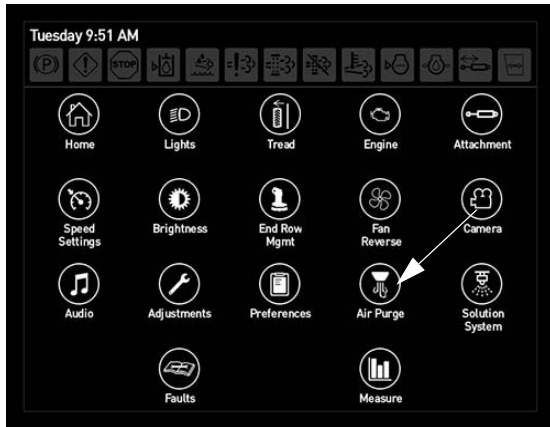 Tuesday 9:51 AM
(P) STOP
Home Lights Tread Engine Attachment
Speed Brightness End Row Fan Camera
Settings Mgmt Reverse
Audio Adjustments Preferences Air Purge Solution
System
Faults Measure